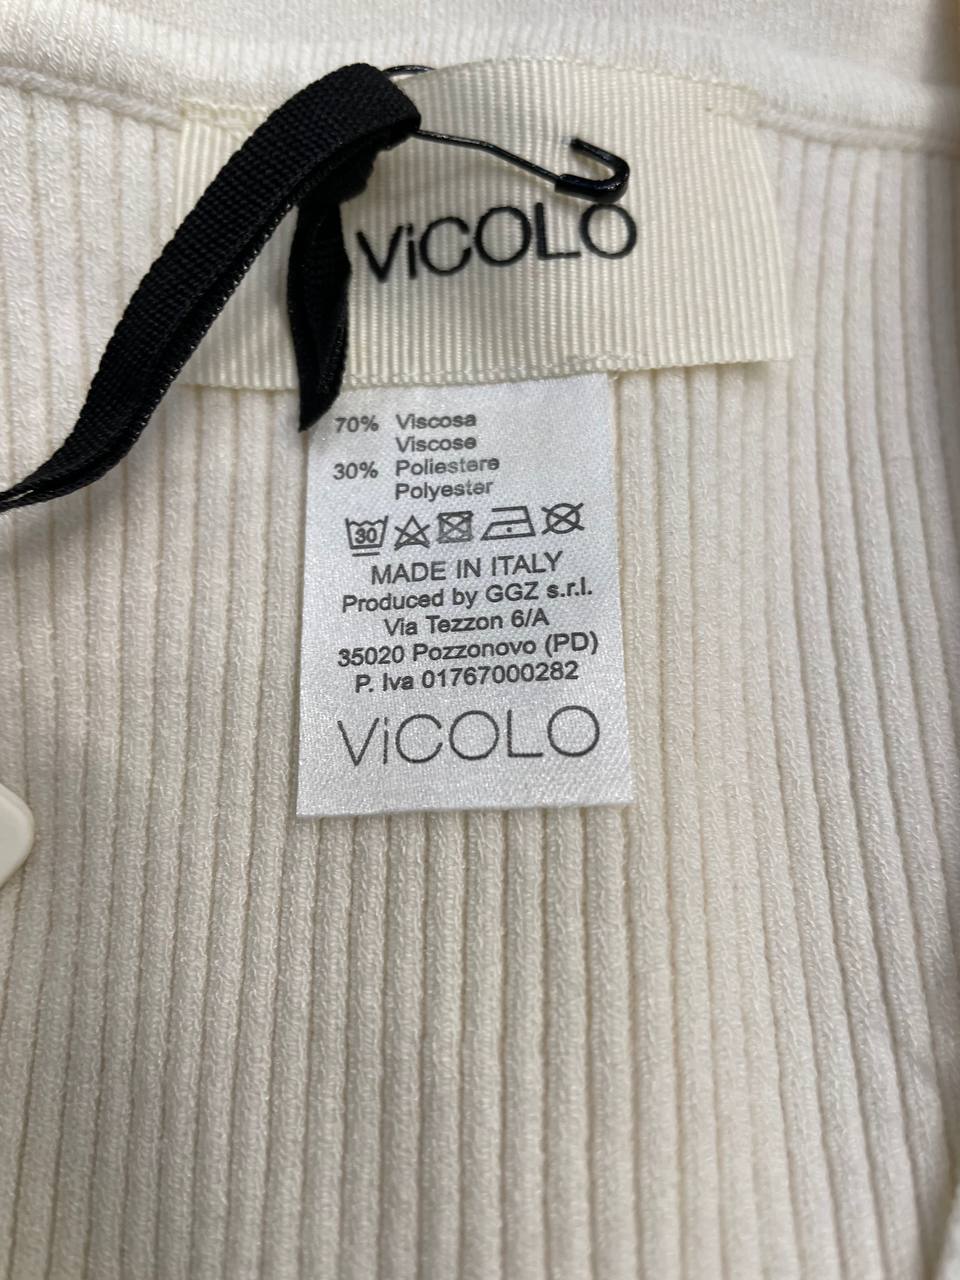 ViCOLO
70% Viscosa
Viscose
30% Poliestere
Polyester
30
MADE IN ITALY
Produced by GGZ s.r.l.
Via Tezzon 6/A
35020 Pozzonovo (PD)
P. Iva 01767000282
ViCOLO